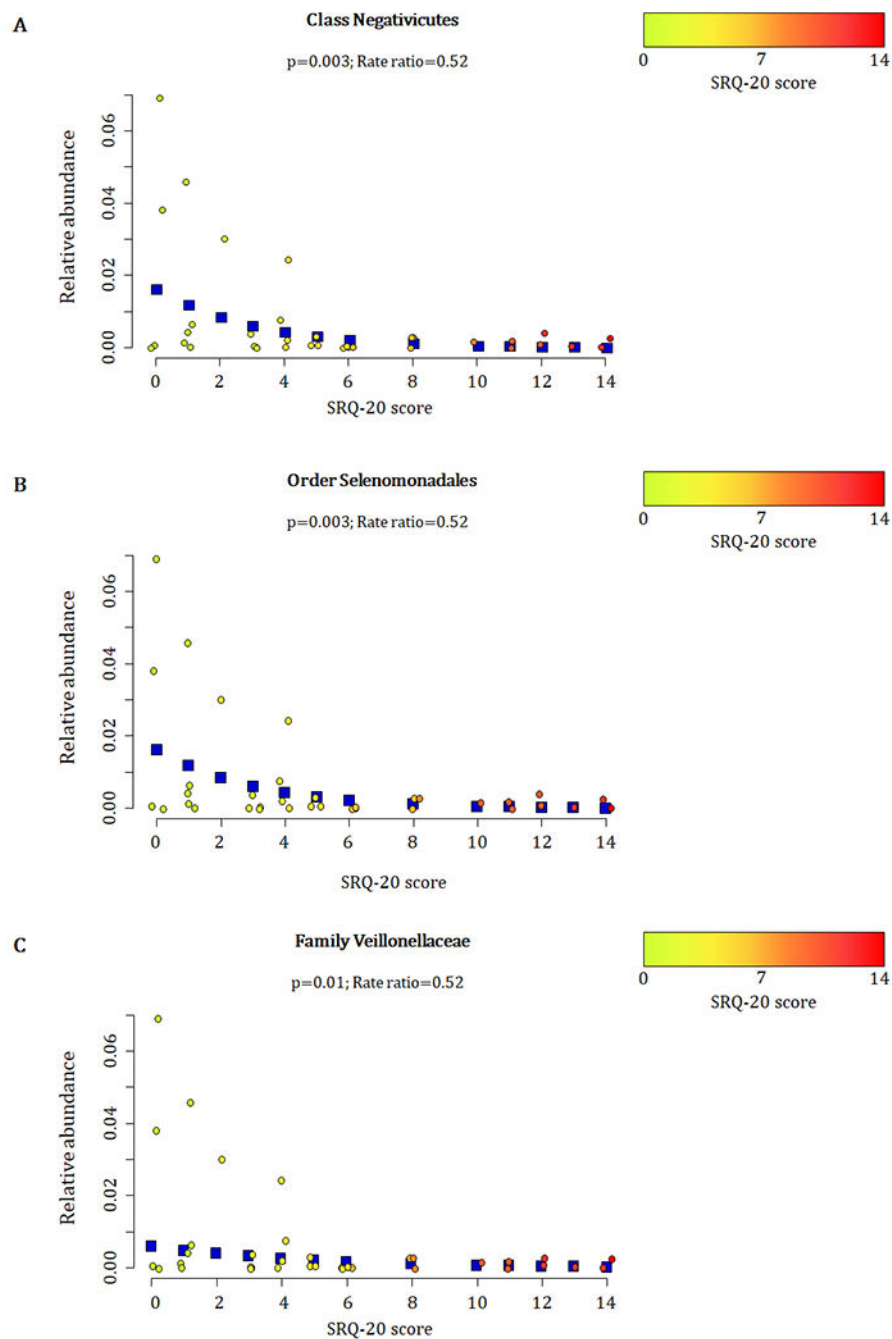 A
Class Negativicutes
p=0.003; Rate ratio=0.52
0 7 14
SRQ-20 score
Relative abundance
0.06
0.04
0.02
0.00
0 2 4 6 8 10 12 14
SRQ-20 score
B
Order Selenomonadales
p=0.003; Rate ratio=0.52
0 7 14
SRQ-20 score
Relative abundance
0.06
0.04
0.02
0.00
0 2 4 6 8 10 12 14
SRQ-20 score
C
Family Veillonellaceae
p=0.01; Rate ratio=0.52
0 7 14
SRQ-20 score
Relative abundance
0.06
0.04
0.02
0.00
0 2 4 6 8 10 12 14
SRQ-20 score